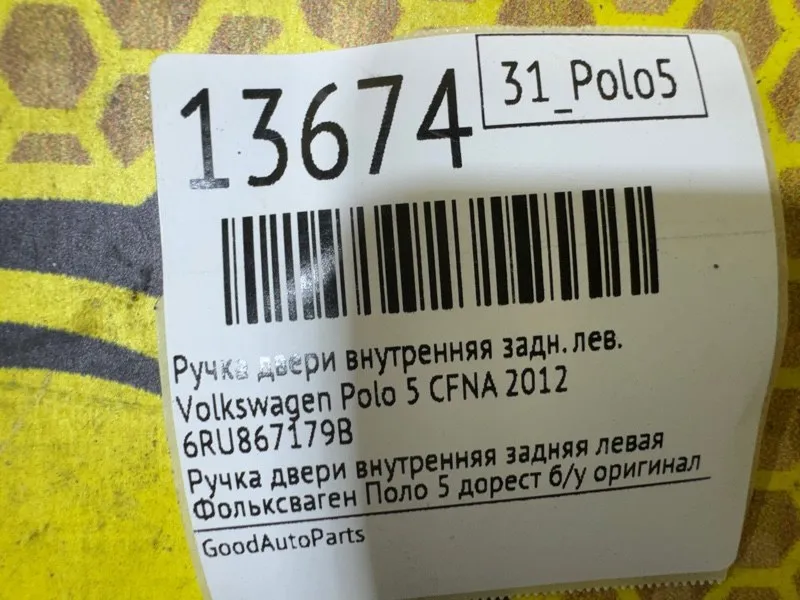 13674
31_Polo5
Ручка двери внутренняя задн.лев.
Volkswagen Polo 5 CFNA 2012
6RU867179B
Ручка двери внутренняя задняя левая
Фольксваген Поло 5 дорест б/у оригинал
GoodAutoParts